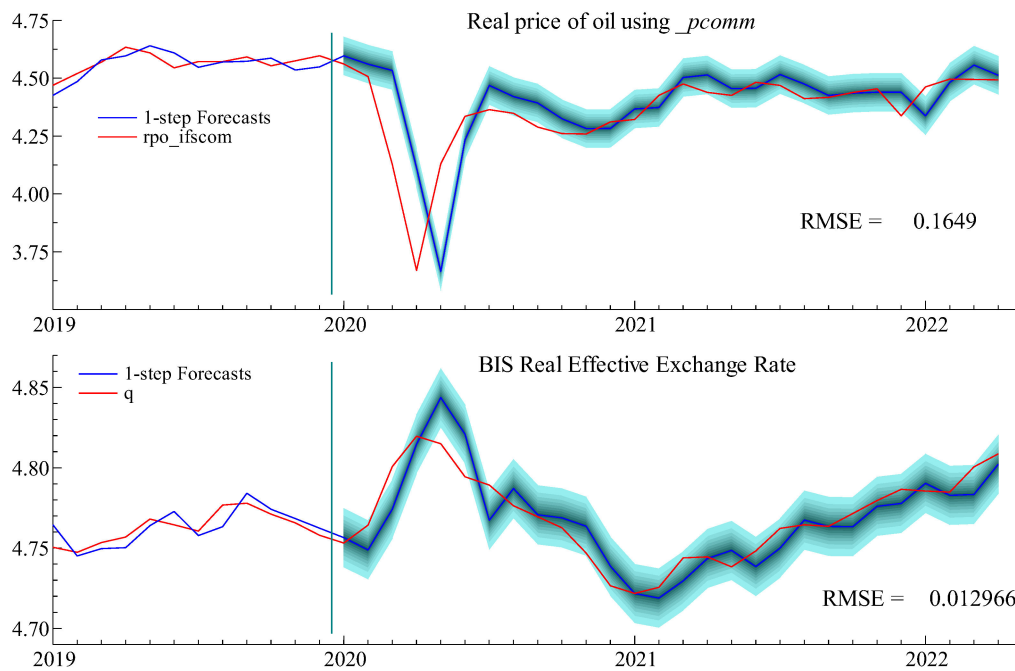 Real price of oil using _pcomm
4.75
4.50
4.25
4.00
3.75
1-step Forecasts
rpo_ifscom
RMSE = 0.1649
2019 2020 2021 2022
BIS Real Effective Exchange Rate
1-step Forecasts
q
4.85
4.80
4.75
4.70
RMSE = 0.012966
2019 2020 2021 2022